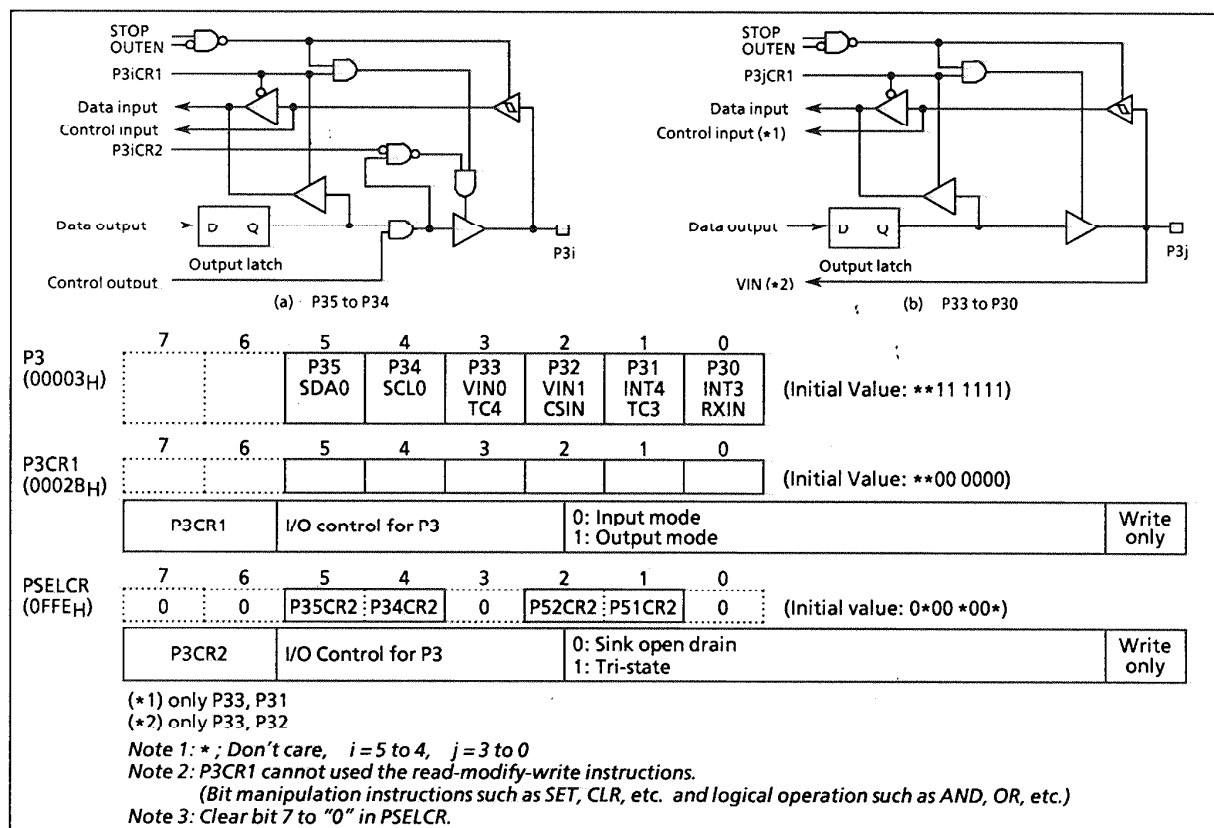 STOP
OUTEN
P3iCR1
Data input
Control input
P3iCR2
Data output
D Q
Output latch
Control output
P3i
(a) P35 to P34
STOP
OUTEN
P3jCR1
Data input
Control input (*1)
Data output
D Q
Output latch
VIN (*2)
P3j
(b) P33 to P30
7 6 5 4 3 2 1 0
P3
(00003H)
P35
SDA0
P34
SCL0
P33
VIN0
TC4
P32
VIN1
CSIN
P31
INT4
TC3
P30
INT3
RXIN
(Initial Value: **11 1111)
7 6 5 4 3 2 1 0
P3CR1
(0002BH)
(Initial Value: **00 0000)
P3CR1
I/O control for P3
0: Input mode
1: Output mode
Write
only
7 6 5 4 3 2 1 0
PSELCR
(0FFEH)
0 0 P35CR2 P34CR2 0 P52CR2 P51CR2 0
(Initial value: 0*00 *00*)
P3CR2
I/O Control for P3
0: Sink open drain
1: Tri-state
Write
only
(*1) only P33, P31
(*2) only P33, P32
Note 1: * ; Don't care, i = 5 to 4, j = 3 to 0
Note 2: P3CR1 cannot used the read-modify-write instructions.
(Bit manipulation instructions such as SET, CLR, etc. and logical operation such as AND, OR, etc.)
Note 3: Clear bit 7 to "0" in PSELCR.